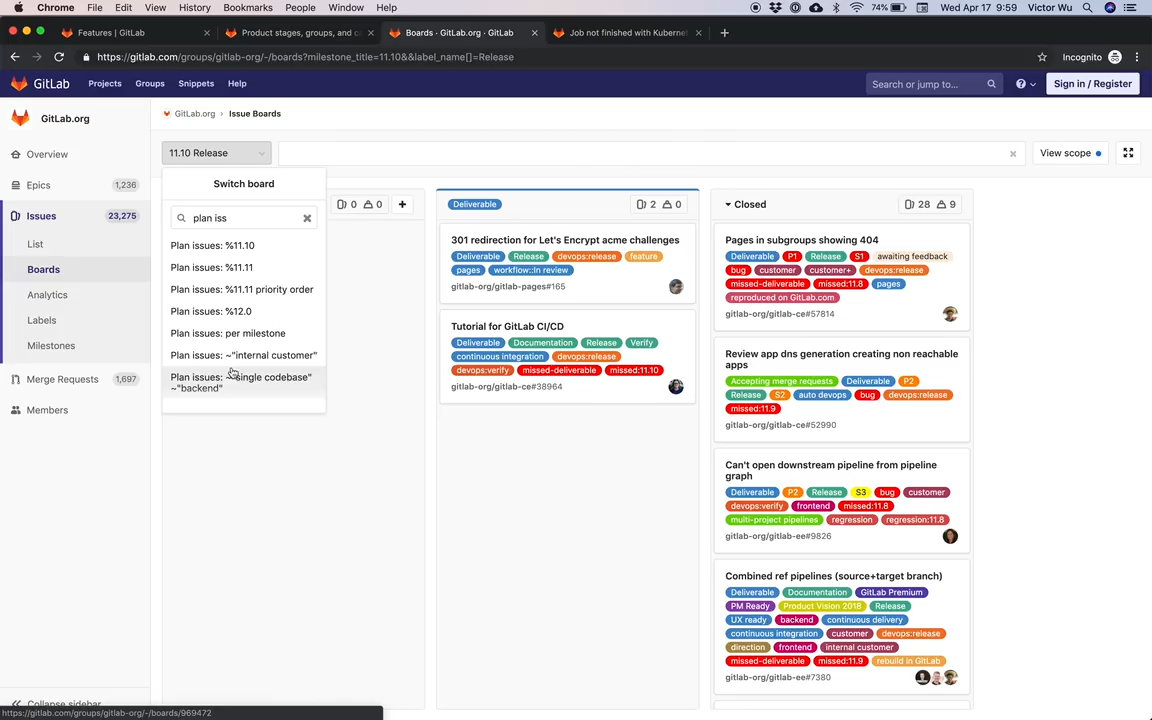 Chrome File Edit View History Bookmarks People Window Help 74% Wed Apr 17 9:59 Victor Wu
Features | GitLab
Product stages, groups, and ca
Boards · GitLab.org · GitLab
Job not finished with Kubernet
https://gitlab.com/groups/gitlab-org/-/boards?milestone_title=11.10&&label_name[]=Release
Incognito
GitLab Projects Groups Snippets Help
Search or jump to...
Sign in / Register
GitLab.org
Overview
Epics 1,236
Issues 23,275
List
Boards
Analytics
Labels
Milestones
Merge Requests 1,697
Members
Collapse sidebar
GitLab.org › Issue Boards
11.10 Release
View scope
Switch board
plan iss
Plan issues: %11.10
Plan issues: %11.11
Plan issues: %11.11 priority order
Plan issues: %12.0
Plan issues: per milestone
Plan issues: ~"internal customer"
Plan issues: ~"single codebase"
~"backend"
0 0
Deliverable 2 0
301 redirection for Let's Encrypt acme challenges
Deliverable Release devops:release feature
pages workflow::In review
gitlab-org/gitlab-pages#165
Tutorial for GitLab CI/CD
Deliverable Documentation Release Verify
continuous integration devops:release
devops:verify missed-deliverable missed:11.10
gitlab-org/gitlab-ce#38964
Closed 28 9
Pages in subgroups showing 404
Deliverable P1 Release S1 awaiting feedback
bug customer customer+ devops:release
missed-deliverable missed:11.8 pages
reproduced on GitLab.com
gitlab-org/gitlab-ce#57814
Review app dns generation creating non reachable
apps
Accepting merge requests Deliverable P2
Release S2 auto devops bug devops:release
missed:11.9
gitlab-org/gitlab-ce#52990
Can't open downstream pipeline from pipeline
graph
Deliverable P2 Release S3 bug customer
devops:verify frontend missed:11.8
multi-project pipelines regression regression:11.8
gitlab-org/gitlab-ee#9826
Combined ref pipelines (source+target branch)
Deliverable Documentation GitLab Premium
PM Ready Product Vision 2018 Release
UX ready backend continuous delivery
continuous integration customer devops:release
direction frontend internal customer
missed-deliverable missed:11.9 rebuild in GitLab
gitlab-org/gitlab-ee#7380
https://gitlab.com/groups/gitlab-org/-/boards/969472